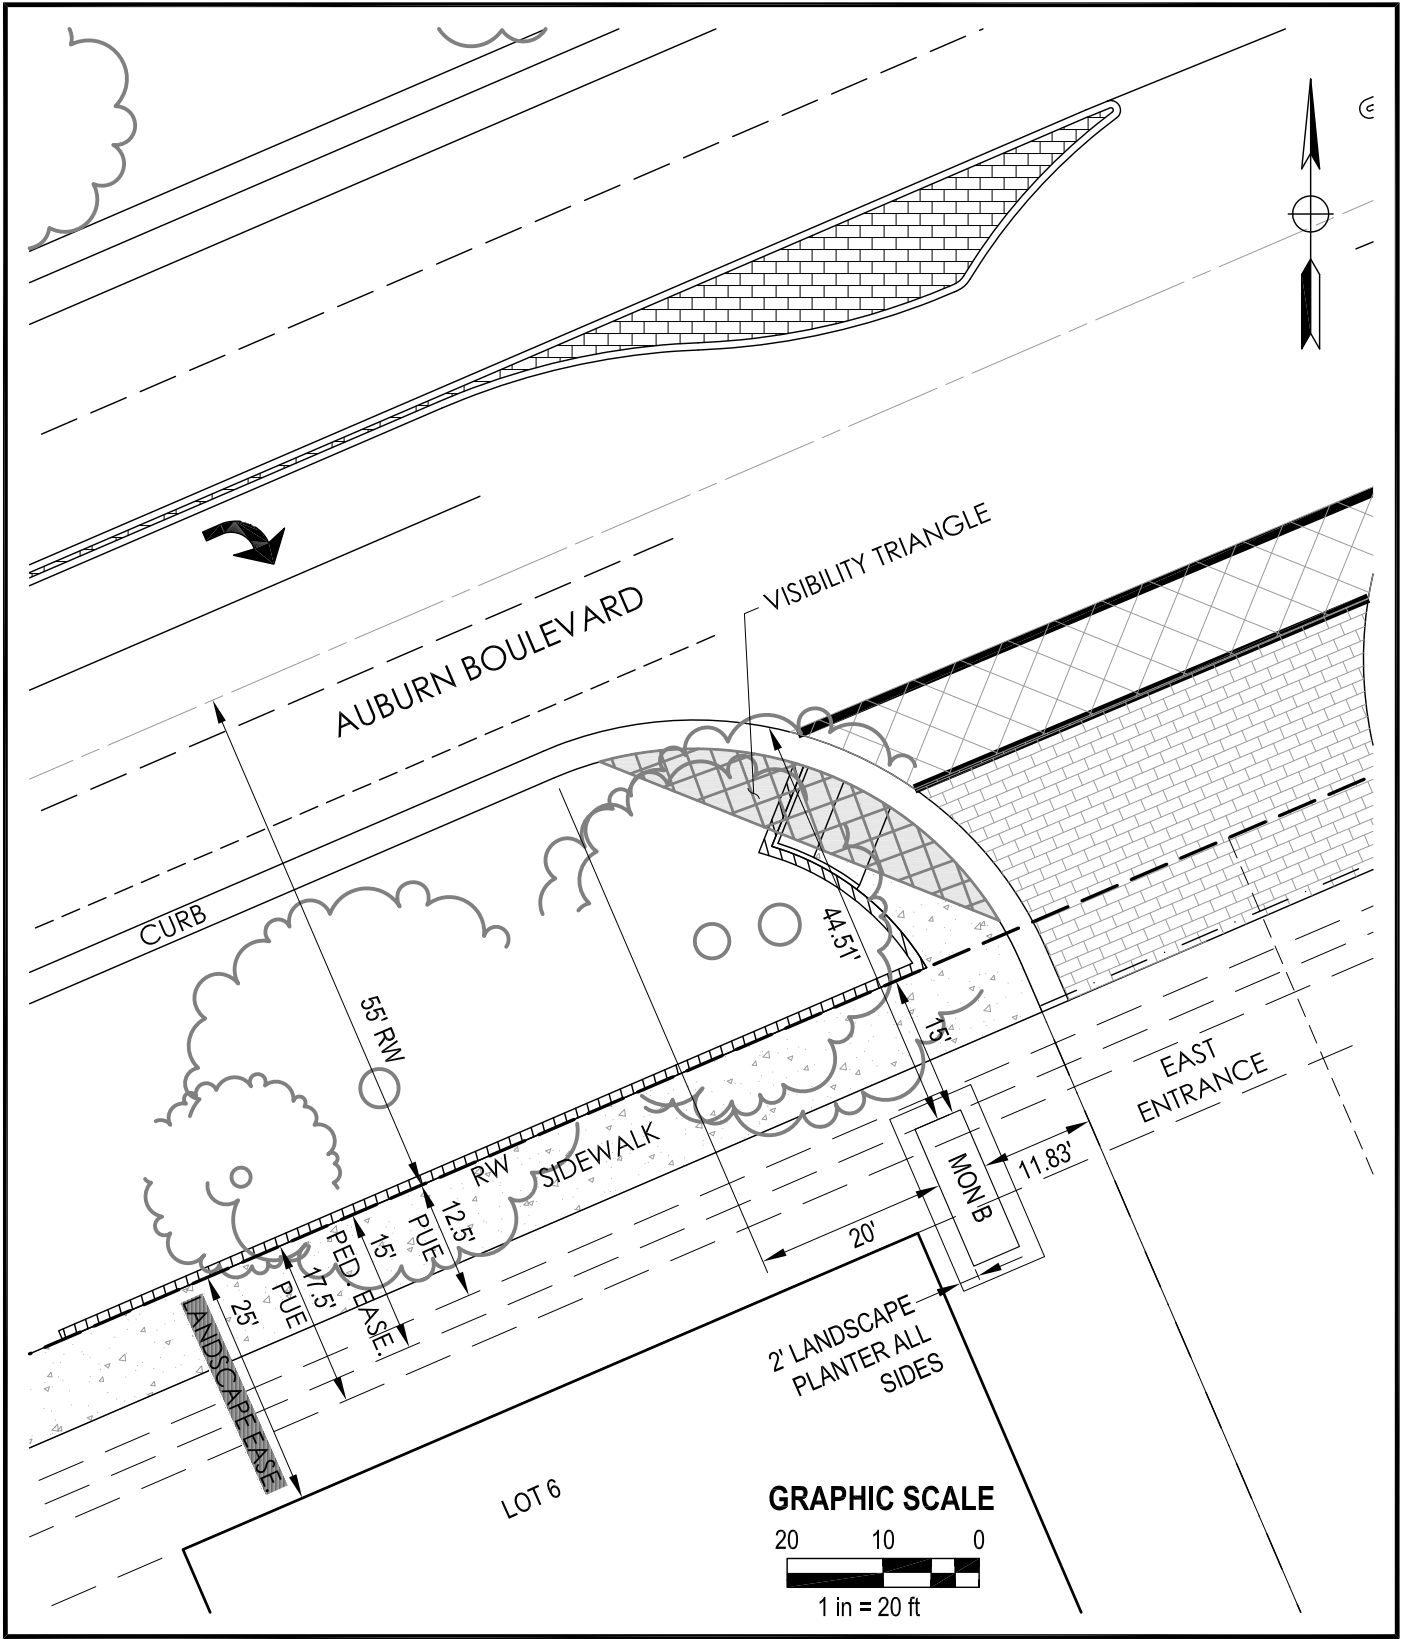 VISIBILITY TRIANGLE
AUBURN BOULEVARD
CURB
44.51'
55' RW
15'
EAST
ENTRANCE
RW
SIDEWALK
MON 'B'
11.83'
20'
12.5'
PUE
15'
PED. EASE.
17.5'
PUE
25'
LANDSCAPE EASE.
2' LANDSCAPE
PLANTER ALL
SIDES
LOT 6
GRAPHIC SCALE
20 10 0
1 in = 20 ft